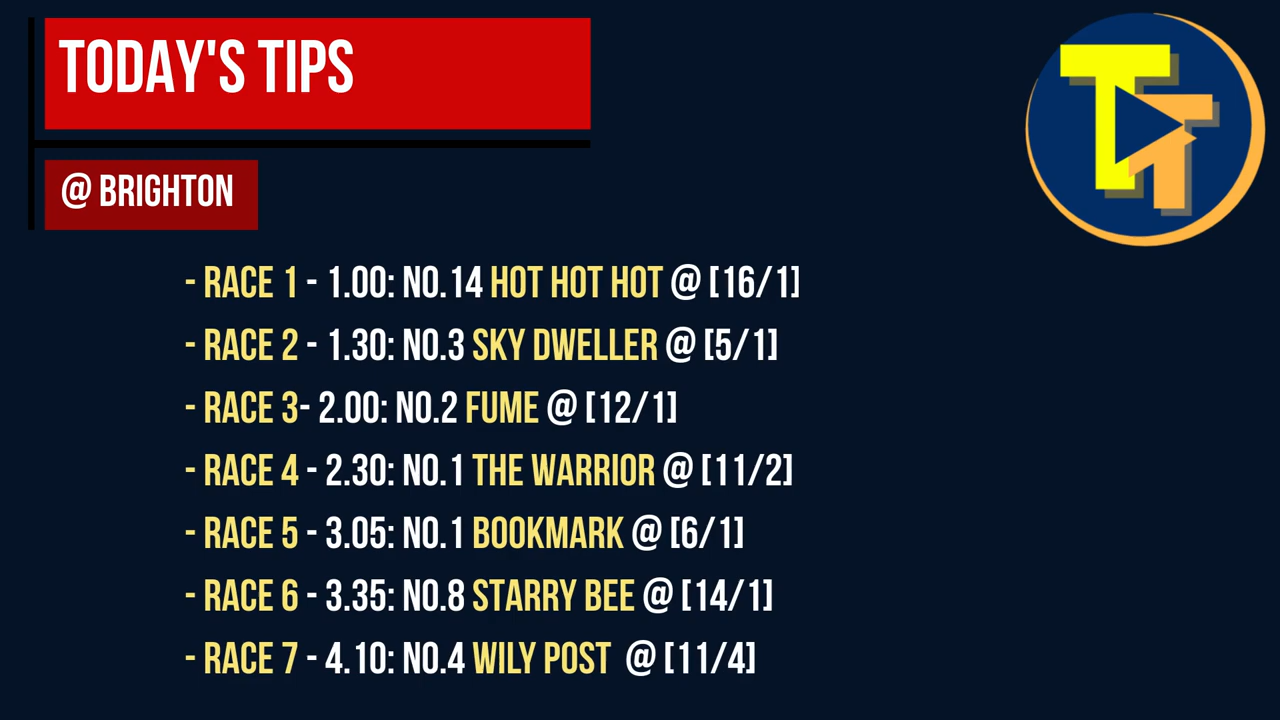 TODAY'S TIPS
@ BRIGHTON
- RACE 1 - 1.00: NO.14 HOT HOT HOT @ [16/1]
- RACE 2 - 1.30: NO.3 SKY DWELLER @ [5/1]
- RACE 3- 2.00: NO.2 FUME @ [12/1]
- RACE 4 - 2.30: NO.1 THE WARRIOR @ [11/2]
- RACE 5 - 3.05: NO.1 BOOKMARK @ [6/1]
- RACE 6 - 3.35: NO.8 STARRY BEE @ [14/1]
- RACE 7 - 4.10: NO.4 WILY POST @ [11/4]
TT